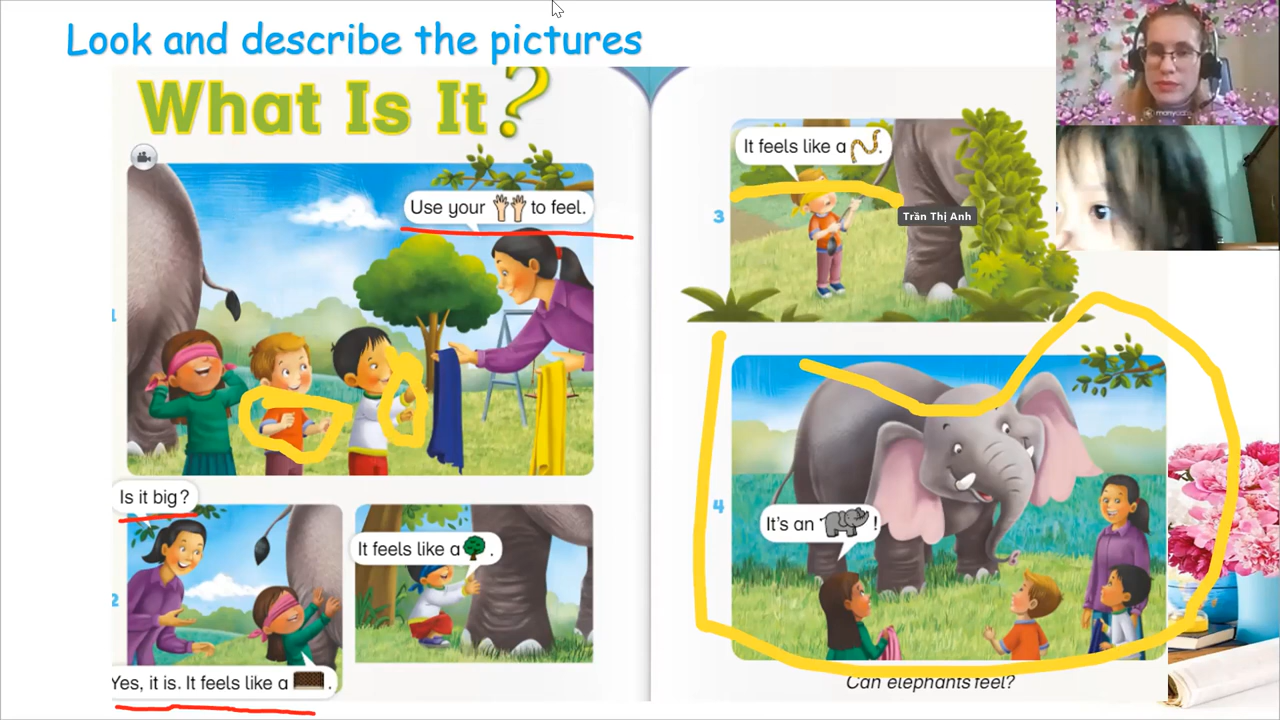 Look and describe the pictures
What Is It?
Use your to feel.
1
Is it big?
2
Yes, it is. It feels like a .
It feels like a .
It feels like a .
3
Trần Thị Anh
4
It's an !
Can elephants feel?
manycam